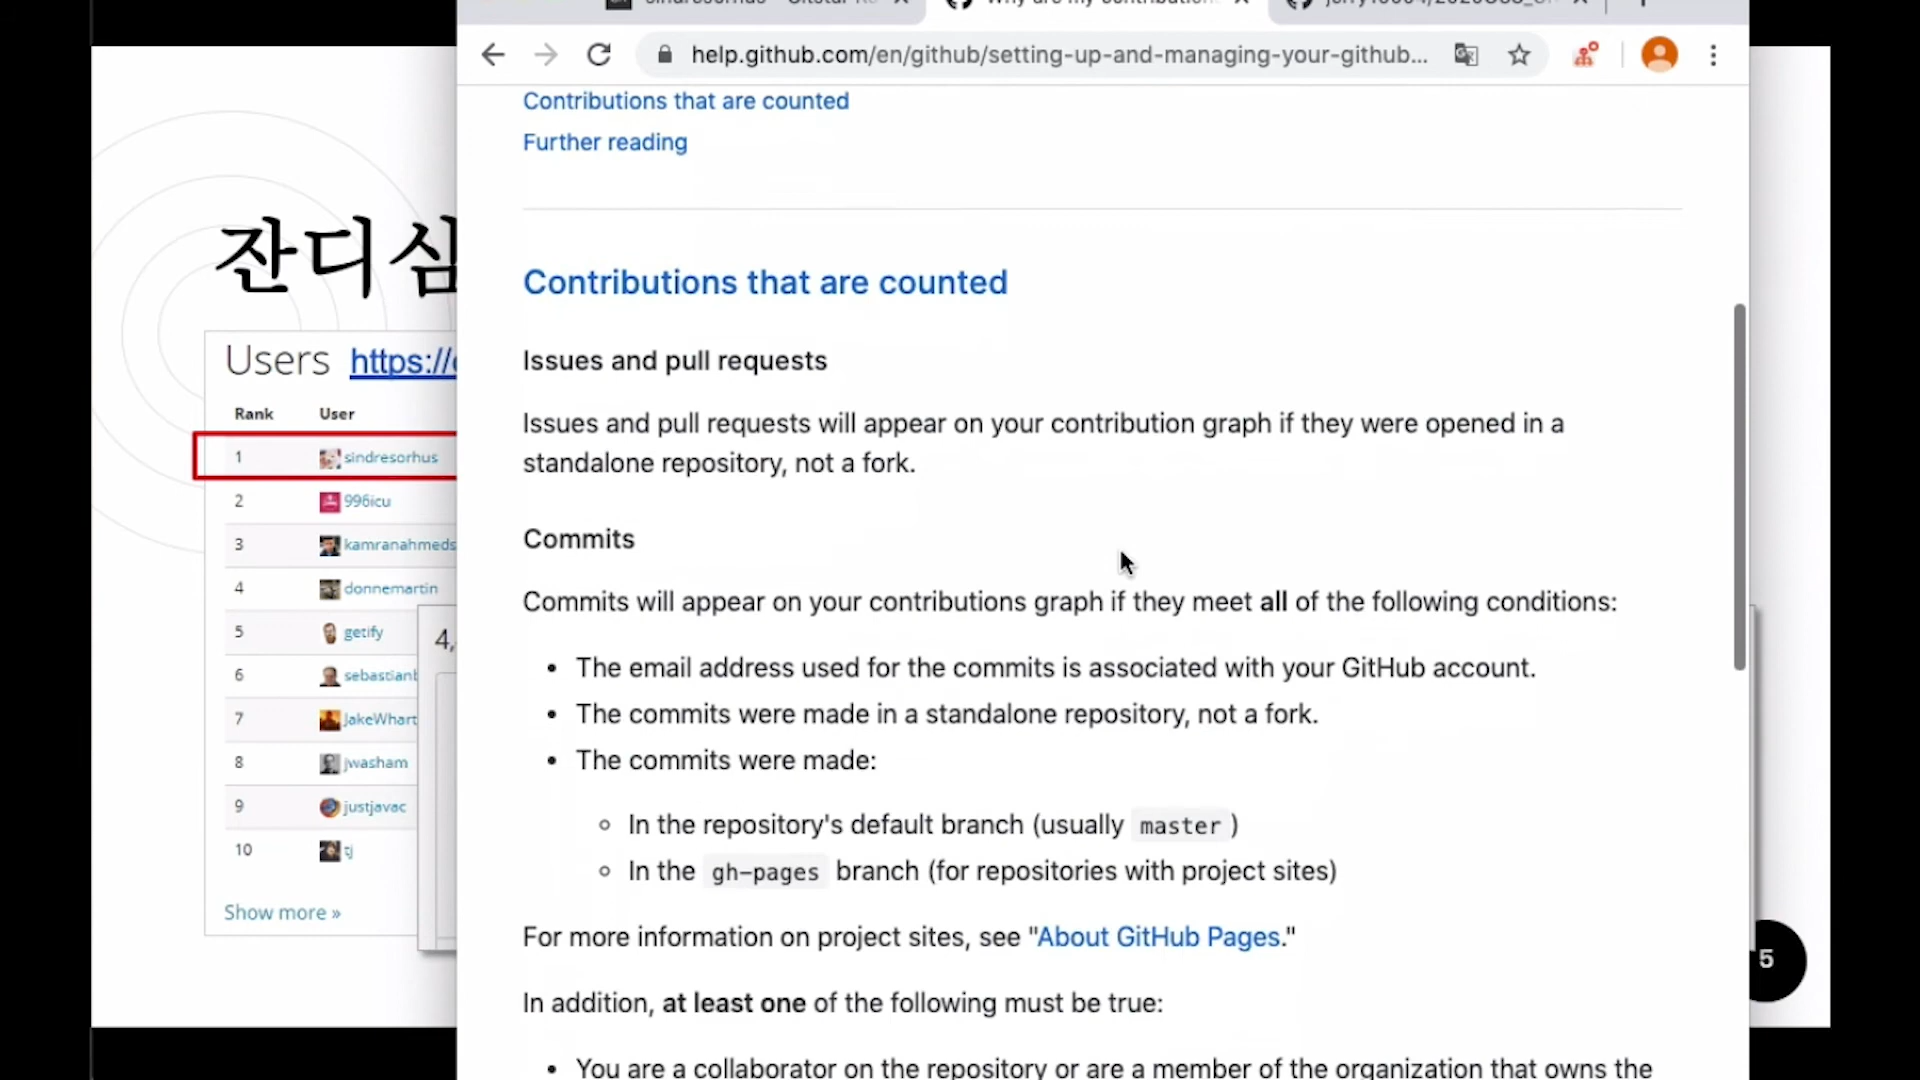 help.github.com/en/github/setting-up-and-managing-your-github...
Contributions that are counted
Further reading
잔디심
Contributions that are counted
Users https://
Issues and pull requests
Rank User
Issues and pull requests will appear on your contribution graph if they were opened in a
standalone repository, not a fork.
1 sindresorhus
2 996icu
3 kamranahmeds
4 donnemartin
5 getify
6 sebastian
7 JakeWhart
8 jwasham
9 justjavac
10 tj
Show more »
4,
Commits
Commits will appear on your contributions graph if they meet all of the following conditions:
• The email address used for the commits is associated with your GitHub account.
• The commits were made in a standalone repository, not a fork.
• The commits were made:
◦ In the repository's default branch (usually master )
◦ In the gh-pages branch (for repositories with project sites)
For more information on project sites, see "About GitHub Pages."
In addition, at least one of the following must be true:
• You are a collaborator on the repository or are a member of the organization that owns the
5